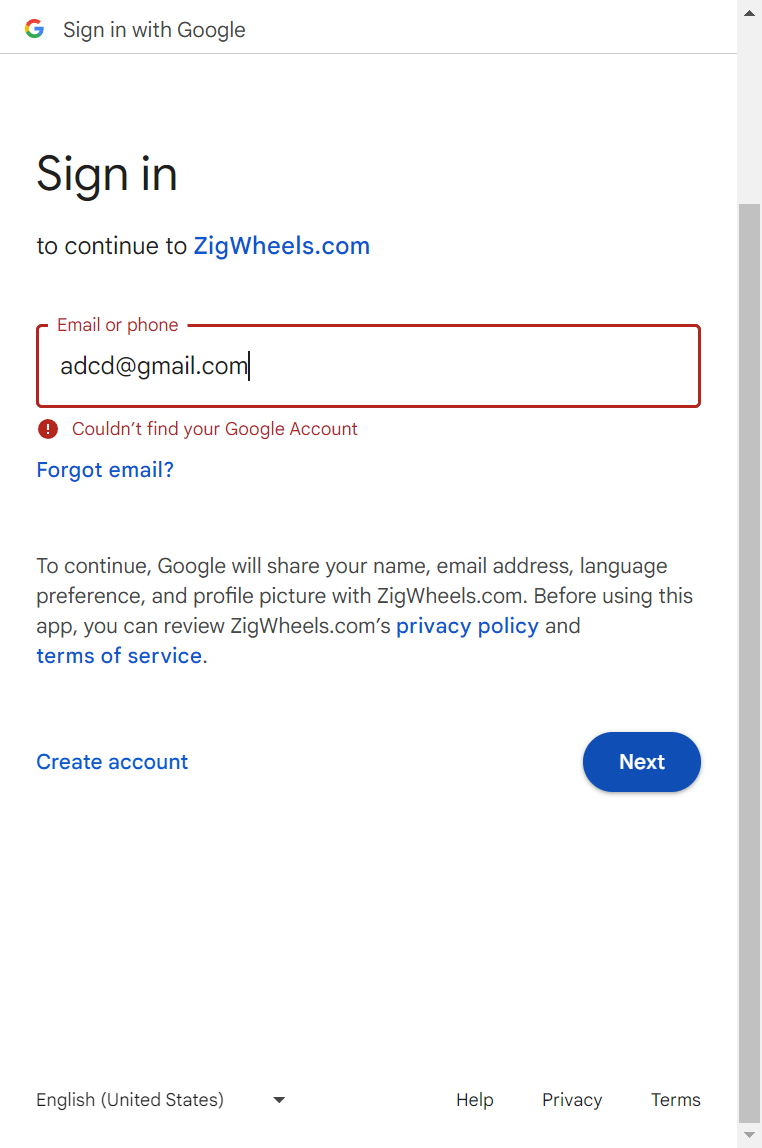 Sign in with Google
Sign in
to continue to ZigWheels.com
Email or phone
adcd@gmail.com
Couldn’t find your Google Account
Forgot email?
To continue, Google will share your name, email address, language
preference, and profile picture with ZigWheels.com. Before using this
app, you can review ZigWheels.com’s privacy policy and
terms of service.
Create account
Next
English (United States)
Help
Privacy
Terms